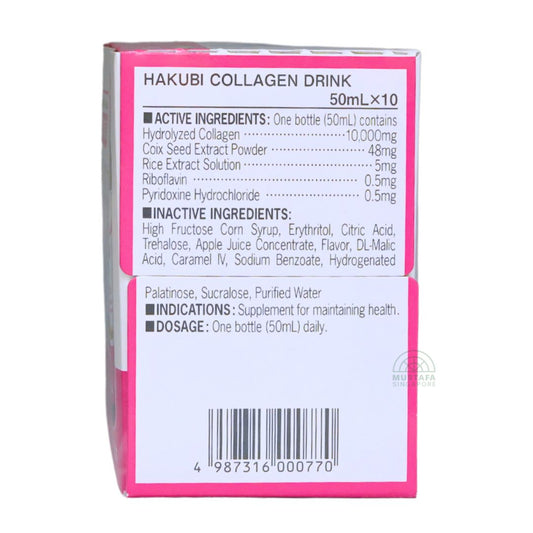 HAKUBI COLLAGEN DRINK
50mL×10
■ACTIVE INGREDIENTS: One bottle (50mL) contains
Hydrolyzed Collagen ················ 10,000mg
Coix Seed Extract Powder ················ 48mg
Rice Extract Solution ················ 5mg
Riboflavin ················ 0.5mg
Pyridoxine Hydrochloride ················ 0.5mg
■INACTIVE INGREDIENTS:
High Fructose Corn Syrup, Erythritol, Citric Acid,
Trehalose, Apple Juice Concentrate, Flavor, DL-Malic
Acid, Caramel IV, Sodium Benzoate, Hydrogenated
Palatinose, Sucralose, Purified Water
■INDICATIONS: Supplement for maintaining health.
■DOSAGE: One bottle (50mL) daily.
MUSTAFA
SINGAPORE
4 987316 000770